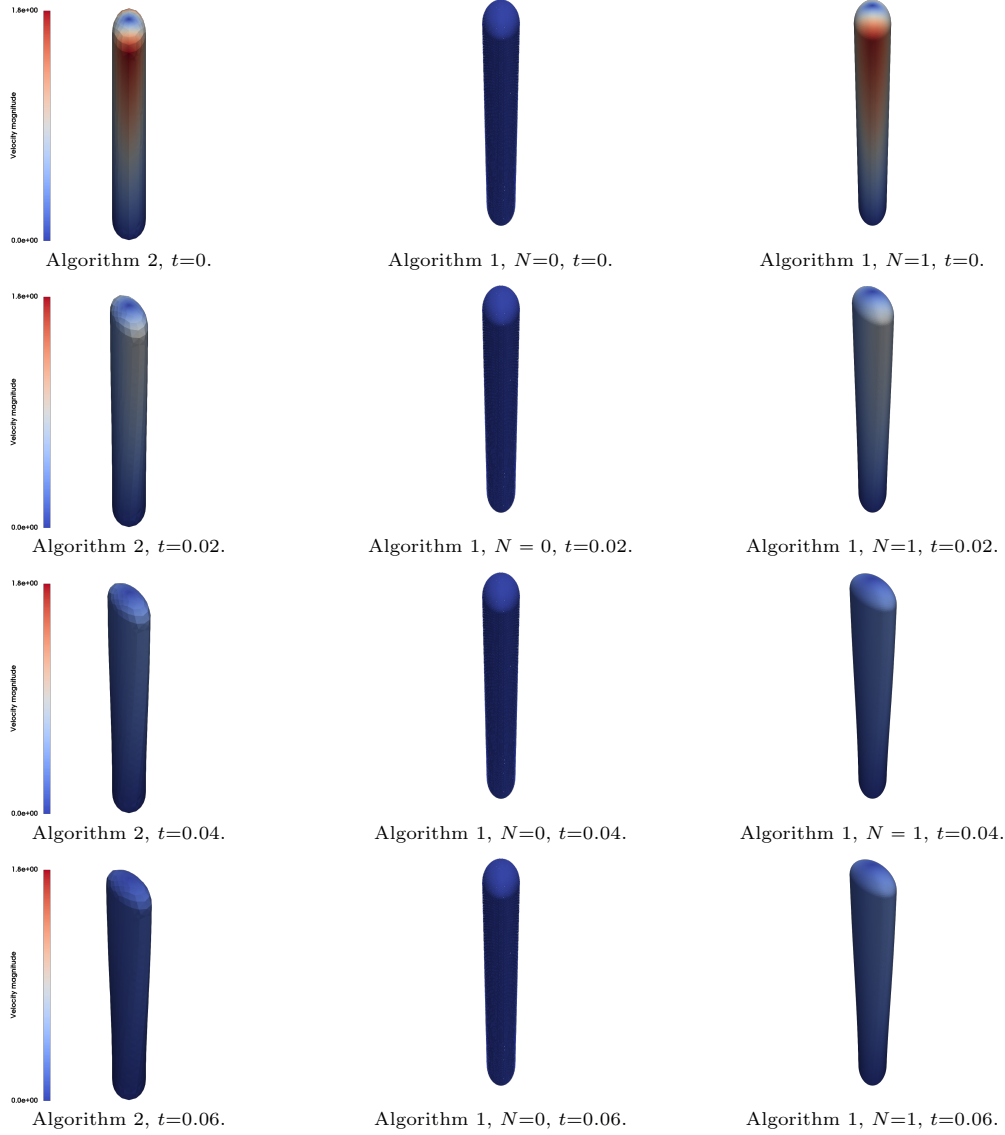 1.8e+00
Velocity magnitude
0.0e+00
Algorithm 2, t=0.
Algorithm 1, N=0, t=0.
Algorithm 1, N=1, t=0.
1.8e+00
Velocity magnitude
0.0e+00
Algorithm 2, t=0.02.
Algorithm 1, N = 0, t=0.02.
Algorithm 1, N=1, t=0.02.
1.8e+00
Velocity magnitude
0.0e+00
Algorithm 2, t=0.04.
Algorithm 1, N=0, t=0.04.
Algorithm 1, N = 1, t=0.04.
1.8e+00
Velocity magnitude
0.0e+00
Algorithm 2, t=0.06.
Algorithm 1, N=0, t=0.06.
Algorithm 1, N=1, t=0.06.